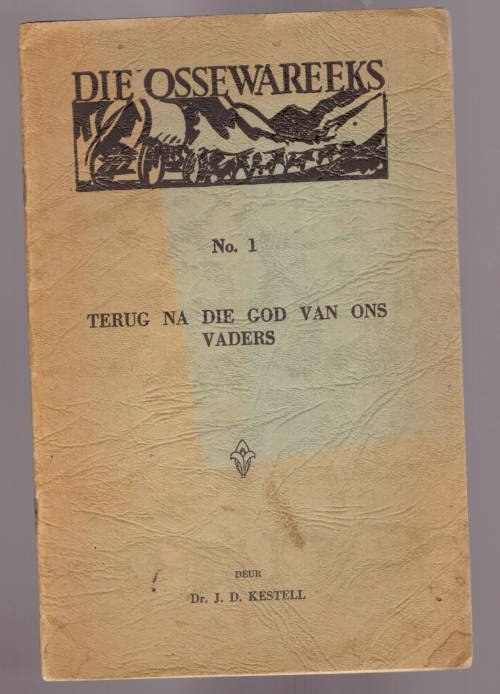 DIE OSSEWAREEKS
No. 1
TERUG NA DIE GOD VAN ONS
VADERS
DEUR
Dr. J. D. KESTELL